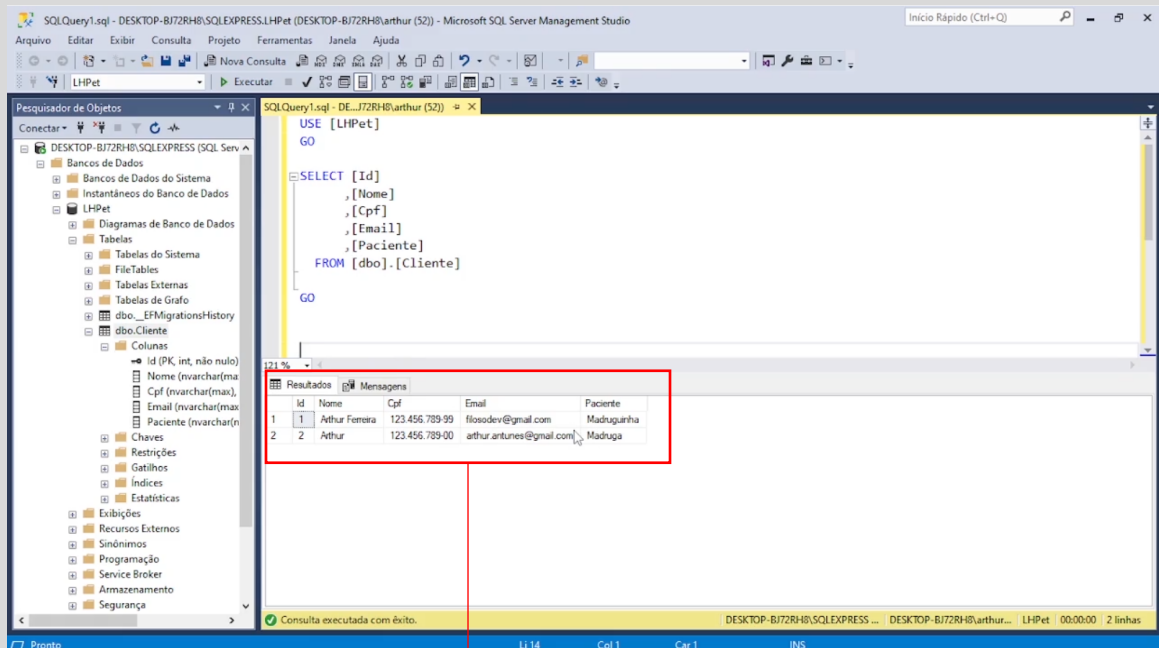 SQLQuery1.sql - DESKTOP-BJ72RH8\SQLEXPRESS.LHPet (DESKTOP-BJ72RH8\arthur (52)) - Microsoft SQL Server Management Studio
Início Rápido (Ctrl+Q)
Arquivo Editar Exibir Consulta Projeto Ferramentas Janela Ajuda
Nova Consulta
LHPet Executar
Pesquisador de Objetos
SQLQuery1.sql - DE...J72RH8\arthur (52))
Conectar
DESKTOP-BJ72RH8\SQLEXPRESS (SQL Serv
Bancos de Dados
Bancos de Dados do Sistema
Instantâneos do Banco de Dados
LHPet
Diagramas de Banco de Dados
Tabelas
Tabelas do Sistema
FileTables
Tabelas Externas
Tabelas de Grafo
dbo.__EFMigrationsHistory
dbo.Cliente
Colunas
Id (PK, int, não nulo)
Nome (nvarchar(ma
Cpf (nvarchar(max),
Email (nvarchar(max
Paciente (nvarchar(n
Chaves
Restrições
Gatilhos
Índices
Estatísticas
Exibições
Recursos Externos
Sinônimos
Programação
Service Broker
Armazenamento
Segurança
USE [LHPet]
GO
SELECT [Id]
,[Nome]
,[Cpf]
,[Email]
,[Paciente]
FROM [dbo].[Cliente]
GO
121 %
Resultados Mensagens
Id Nome Cpf Email Paciente
1 1 Arthur Ferreira 123.456.789-99 filosodev@gmail.com Madruguinha
2 2 Arthur 123.456.789-00 arthur.antunes@gmail.com Madruga
Consulta executada com êxito.
DESKTOP-BJ72RH8\SQLEXPRESS ... DESKTOP-BJ72RH8\arthur... LHPet 00:00:00 2 linhas
Pronto Li 14 Col 1 Car 1 INS